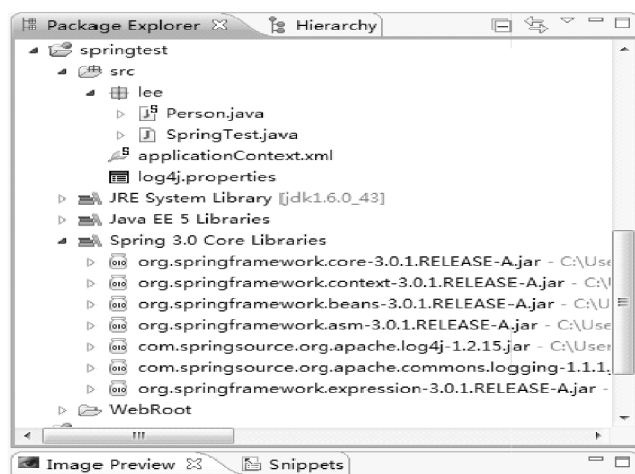 Package Explorer Hierarchy
springtest
src
lee
Person.java
SpringTest.java
applicationContext.xml
log4j.properties
JRE System Library [jdk1.6.0_43]
Java EE 5 Libraries
Spring 3.0 Core Libraries
org.springframework.core-3.0.1.RELEASE-A.jar - C:\Use
org.springframework.context-3.0.1.RELEASE-A.jar - C:\
org.springframework.beans-3.0.1.RELEASE-A.jar - C:\U
org.springframework.asm-3.0.1.RELEASE-A.jar - C:\Use
com.springsource.org.apache.log4j-1.2.15.jar - C:\User
com.springsource.org.apache.commons.logging-1.1.1.
org.springframework.expression-3.0.1.RELEASE-A.jar -
WebRoot
Image Preview Snippets